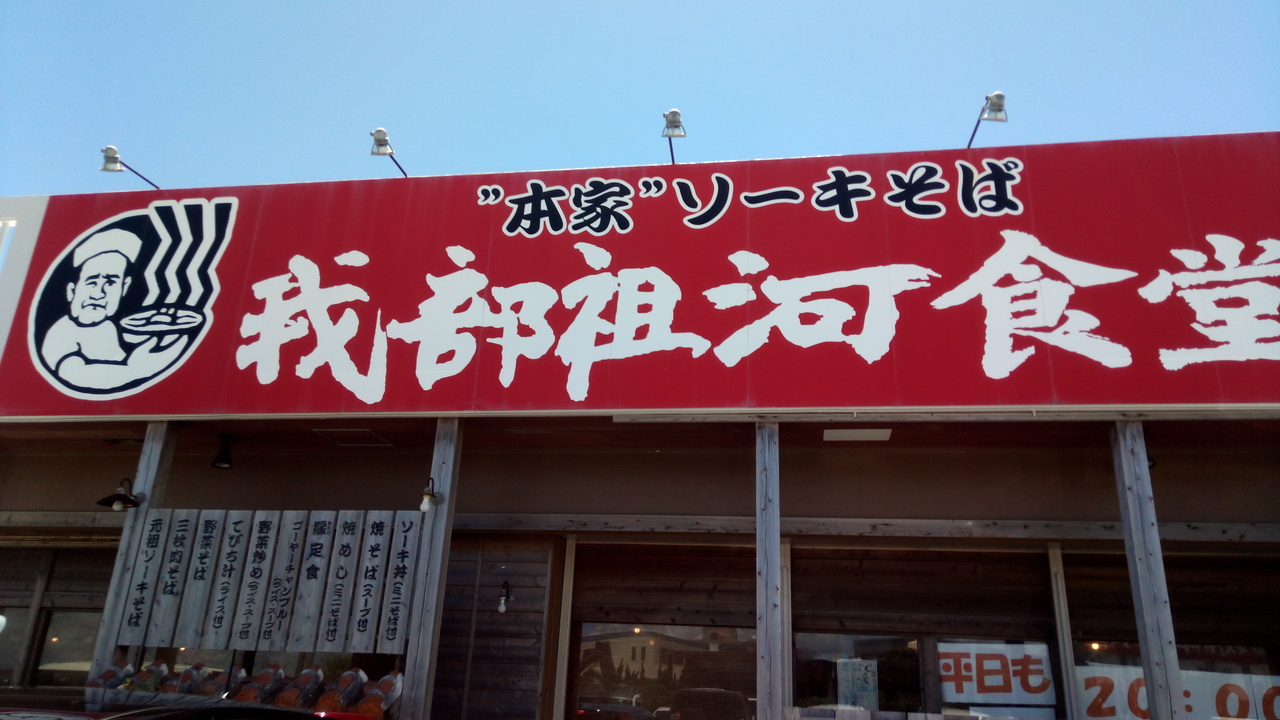 ”本家”ソーキそば
我部祖河食堂
ソーキ丼(ミニそば付)
焼そば(スープ付)
焼めし(ミニそば付)
ゴーヤーチャンプルー(ライス・スープ付)
野菜炒め(ライス・スープ付)
てびち汁(ライス付)
野菜そば
三枚肉そば
元祖ソーキそば
平日も
20:00